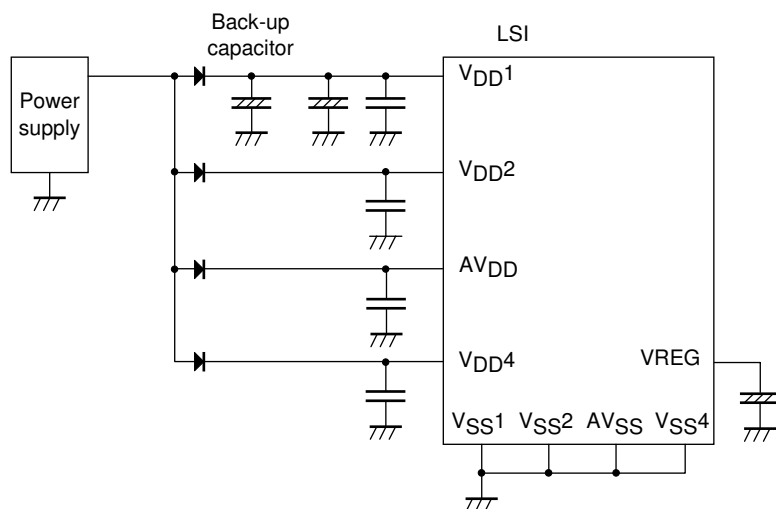 Back-up
capacitor
LSI
Power
supply
VDD1
VDD2
AVDD
VDD4
VREG
VSS1 VSS2 AVSS VSS4